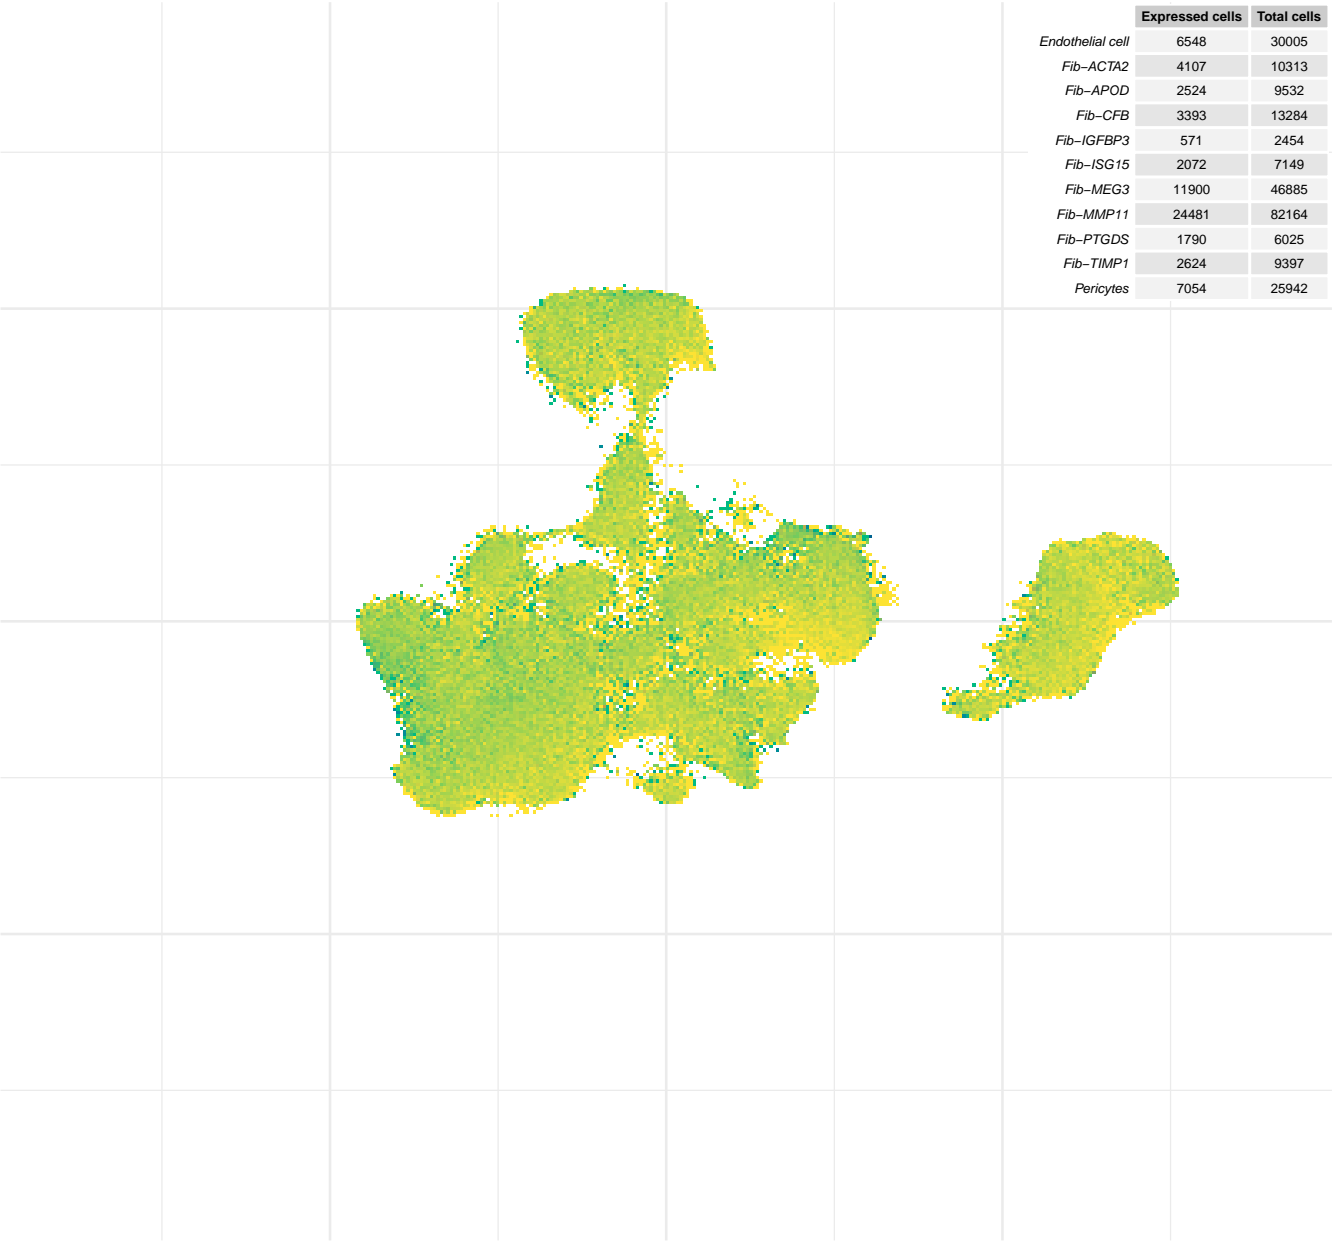 Expressed cells Total cells
Endothelial cell 6548 30005
Fib−ACTA2 4107 10313
Fib−APOD 2524 9532
Fib−CFB 3393 13284
Fib−IGFBP3 571 2454
Fib−ISG15 2072 7149
Fib−MEG3 11900 46885
Fib−MMP11 24481 82164
Fib−PTGDS 1790 6025
Fib−TIMP1 2624 9397
Pericytes 7054 25942